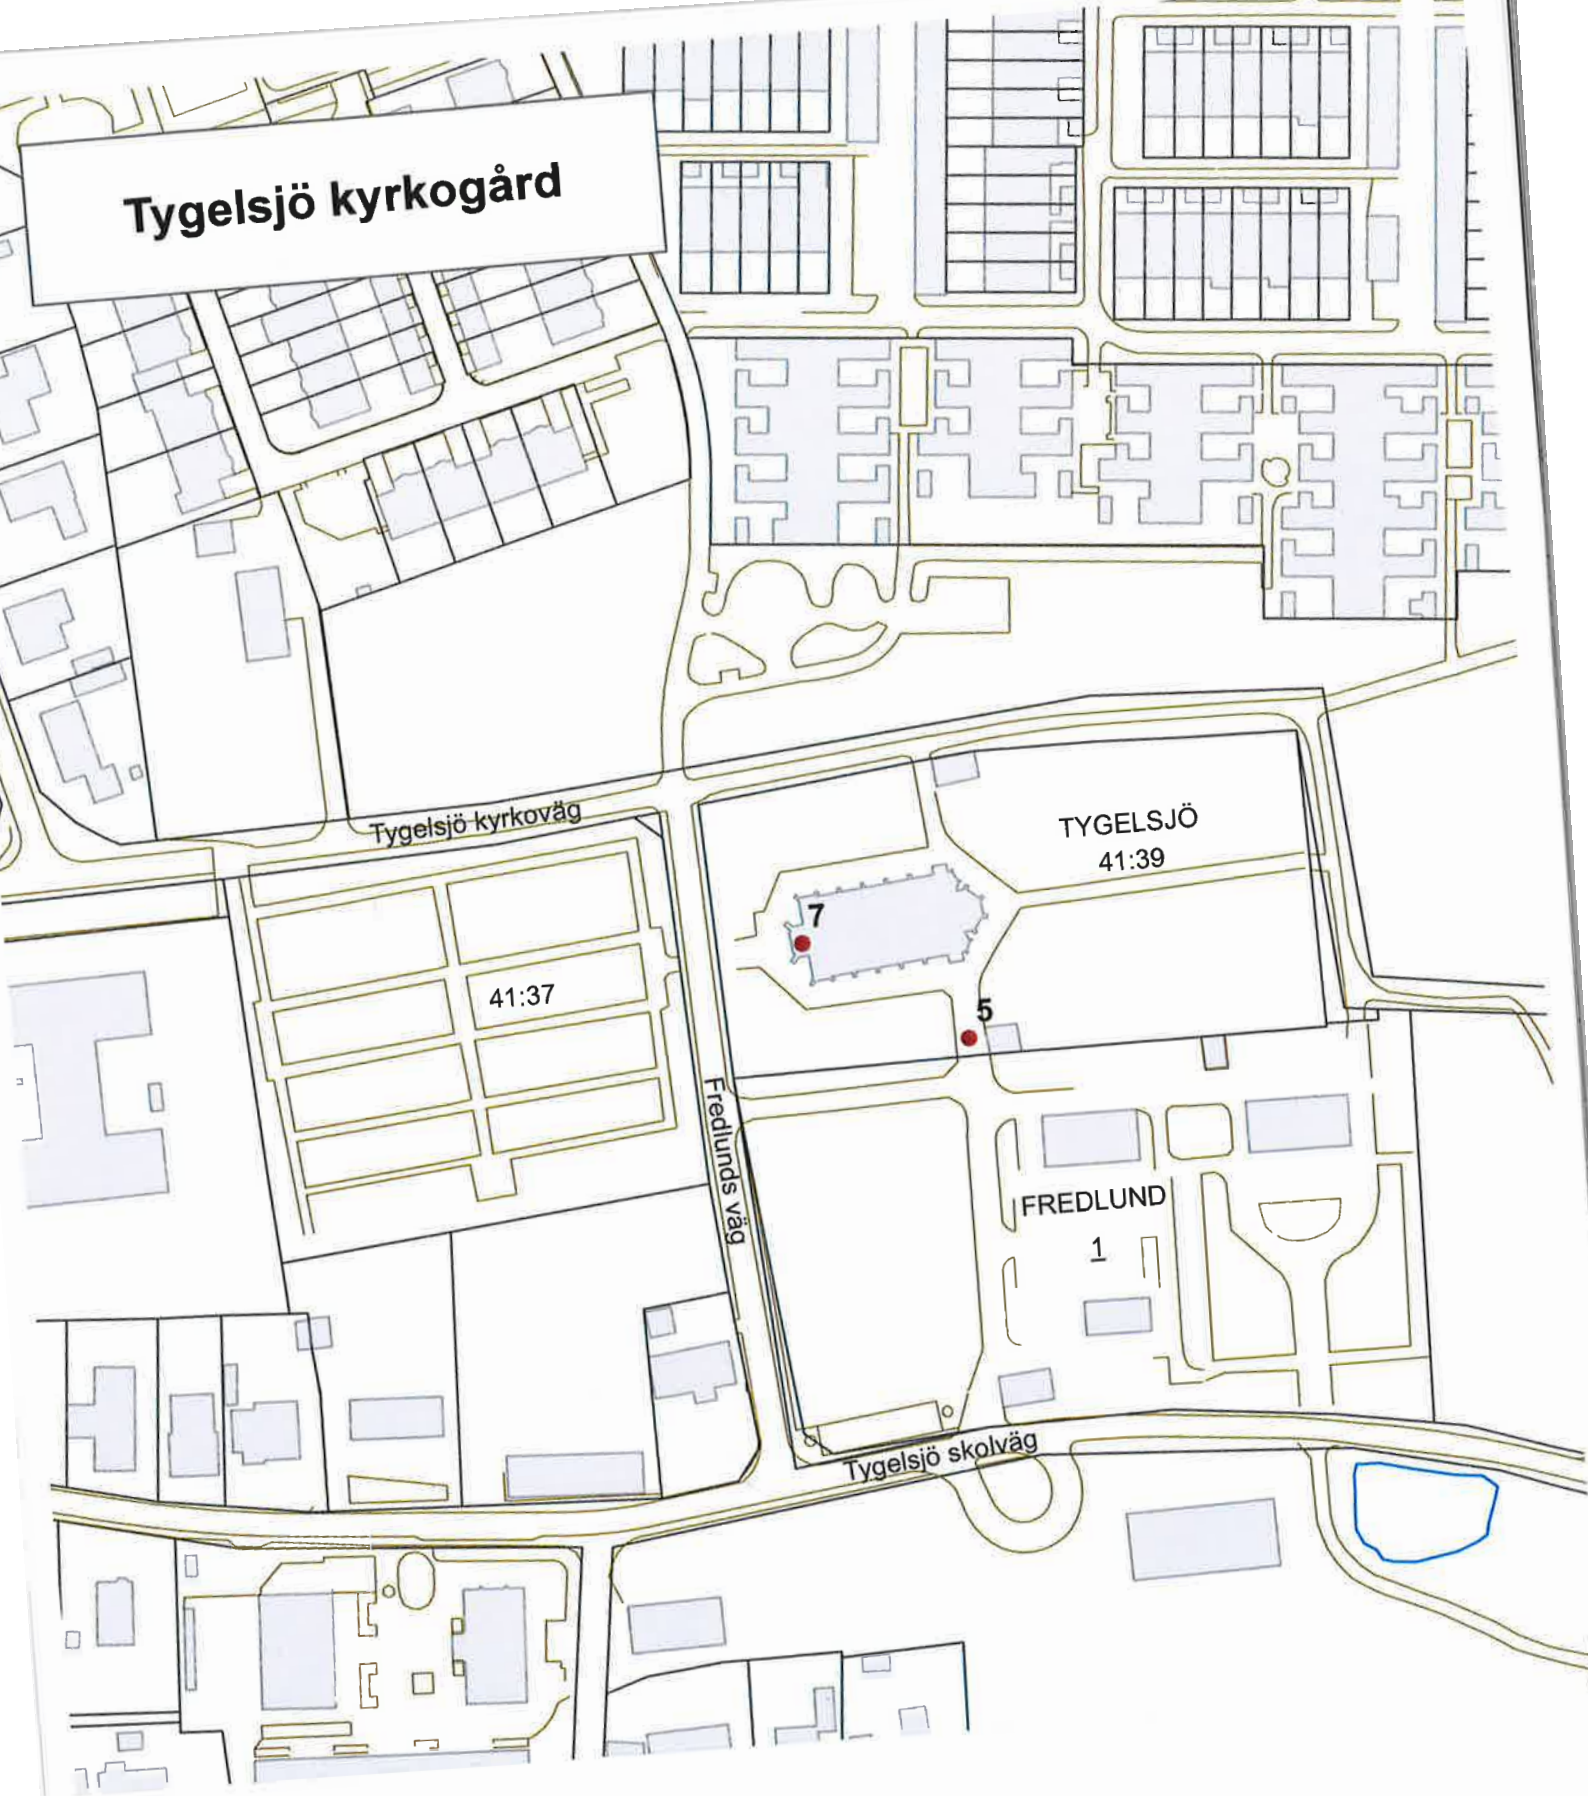 Tygelsjö kyrkogård
Tygelsjö kyrkoväg
TYGELSJÖ
41:39
7
41:37
5
Fredlunds väg
FREDLUND
1
Tygelsjö skolväg